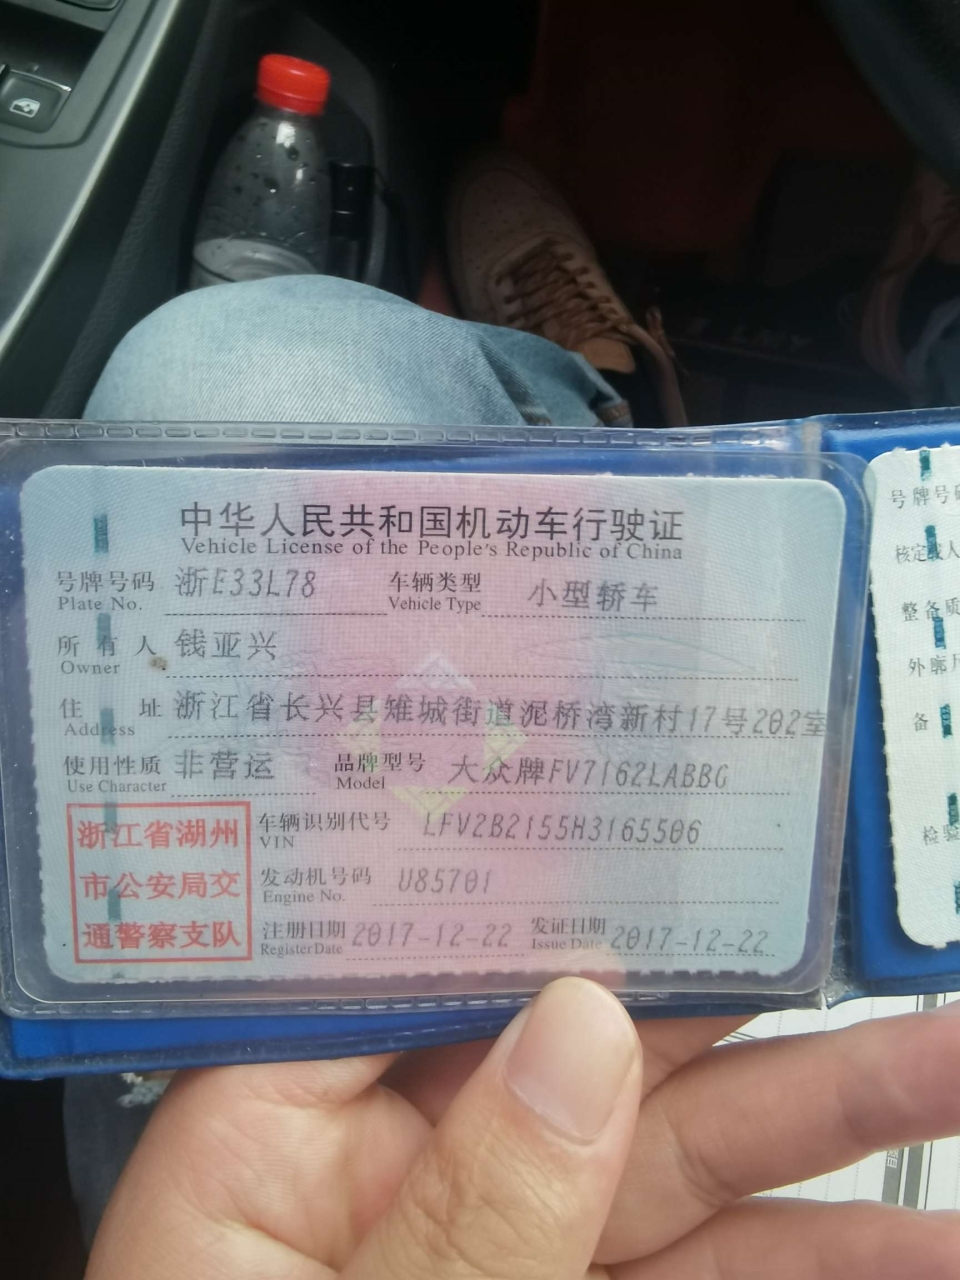 中华人民共和国机动车行驶证
Vehicle License of the People's Republic of China
号牌号码 浙E33L78 车辆类型 小型轿车
Plate No. Vehicle Type
所有人 钱亚兴
Owner
住址 浙江省长兴县雉城街道泥桥湾新村17号202室
Address
使用性质 非营运 品牌型号 大众牌FV7162LABBG
Use Character Model
浙江省湖州
市公安局交
通警察支队
车辆识别代号 LFV2B2155H3165506
VIN
发动机号码 U85701
Engine No.
注册日期 2017-12-22 发证日期 2017-12-22
Register Date Issue Date
号牌号码
核定载人
整备质
外廓尺
备
检验